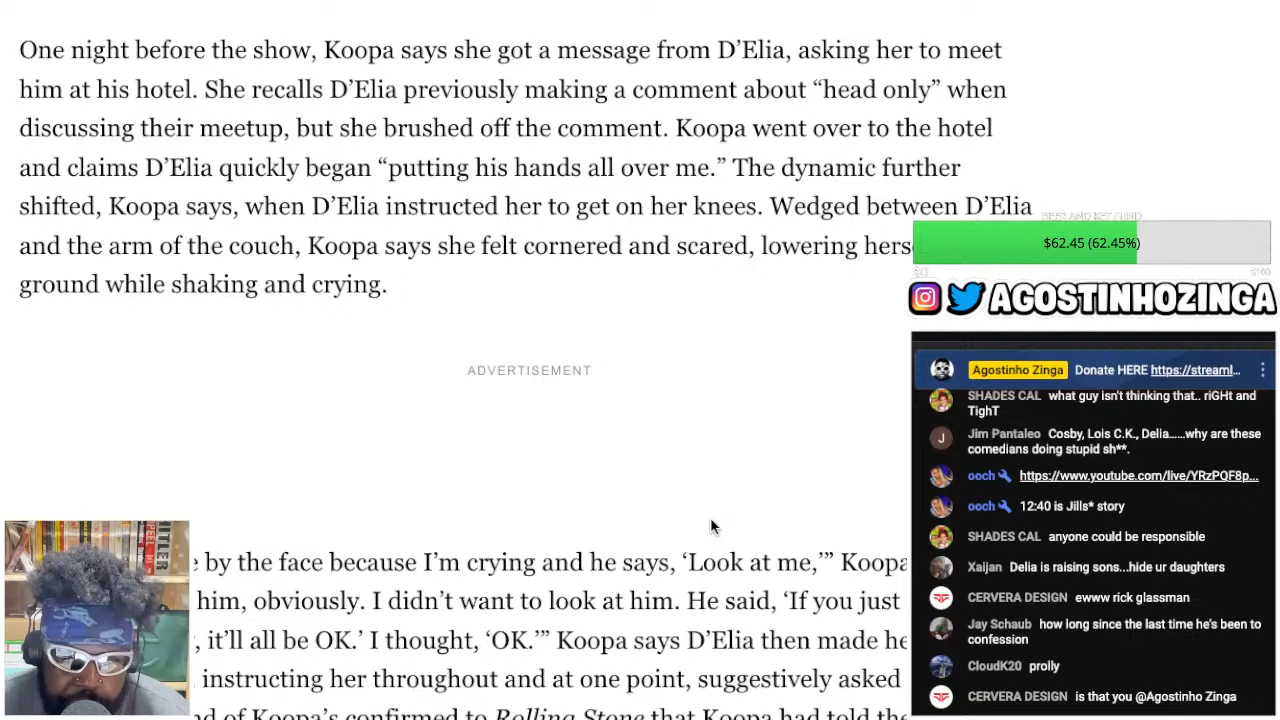 One night before the show, Koopa says she got a message from D’Elia, asking her to meet
him at his hotel. She recalls D’Elia previously making a comment about “head only” when
discussing their meetup, but she brushed off the comment. Koopa went over to the hotel
and claims D’Elia quickly began “putting his hands all over me.” The dynamic further
shifted, Koopa says, when D’Elia instructed her to get on her knees. Wedged between D’Elia
and the arm of the couch, Koopa says she felt cornered and scared, lowering
ground while shaking and crying.
ADVERTISEMENT
by the face because I’m crying and he says, ‘Look at me,’” Koopa
him, obviously. I didn’t want to look at him. He said, ‘If you just
it’ll all be OK.’ I thought, ‘OK.’” Koopa says D’Elia then made
instructing her throughout and at one point, suggestively asked
of Koopa’s confirmed to Rolling Stone that Koopa had told
$62.45 (62.45%)
AGOSTINHOZINGA
Agostinho Zinga Donate HERE https://streaml...
SHADES CAL what guy isn't thinking that.. riGHt and
TighT
J Jim Pantaleo Cosby, Lois C.K., Delia.....why are these
comedians doing stupid sh**.
ooch https://www.youtube.com/live/YRzPQF8p...
ooch 12:40 is Jills* story
SHADES CAL anyone could be responsible
Xaijan Delia is raising sons...hide ur daughters
CERVERA DESIGN ewww rick glassman
Jay Schaub how long since the last time he's been to
confession
CloudK20 prolly
CERVERA DESIGN is that you @Agostinho Zinga